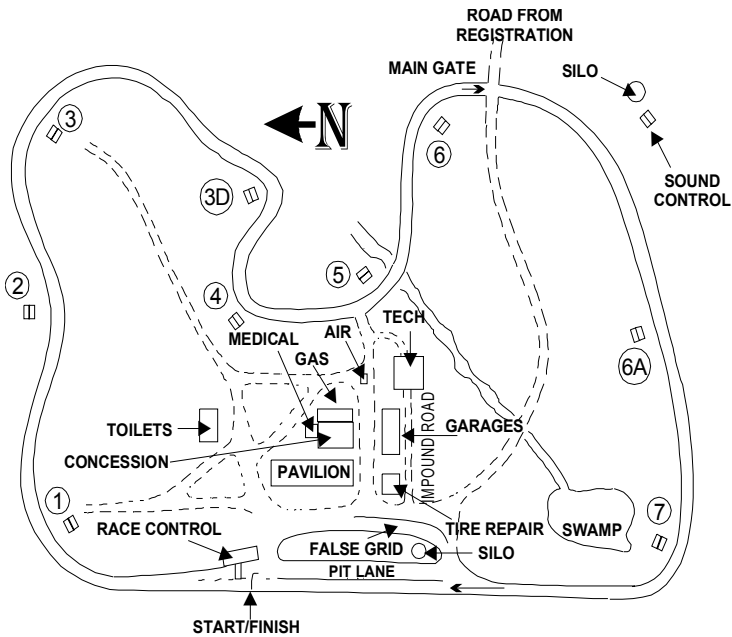 ROAD FROM
REGISTRATION
MAIN GATE
SILO
3
N
6
SOUND
CONTROL
3D
5
2
4
TECH
AIR
MEDICAL
GAS
6A
TOILETS
GARAGES
CONCESSION
IMPOUND ROAD
PAVILION
1
RACE CONTROL
TIRE REPAIR
SWAMP
7
FALSE GRID
SILO
PIT LANE
START/FINISH